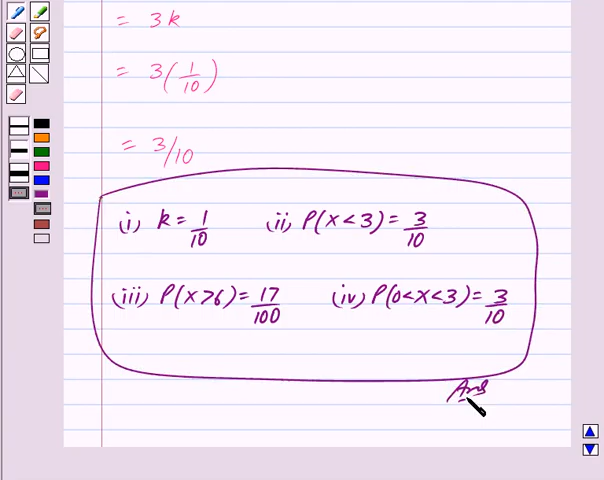 = 3k
= 3(1/10)
= 3/10
(i) k = 1/10 (ii) P(x<3) = 3/10
(iii) P(x>6) = 17/100 (iv) P(0<x<3) = 3/10
Ans